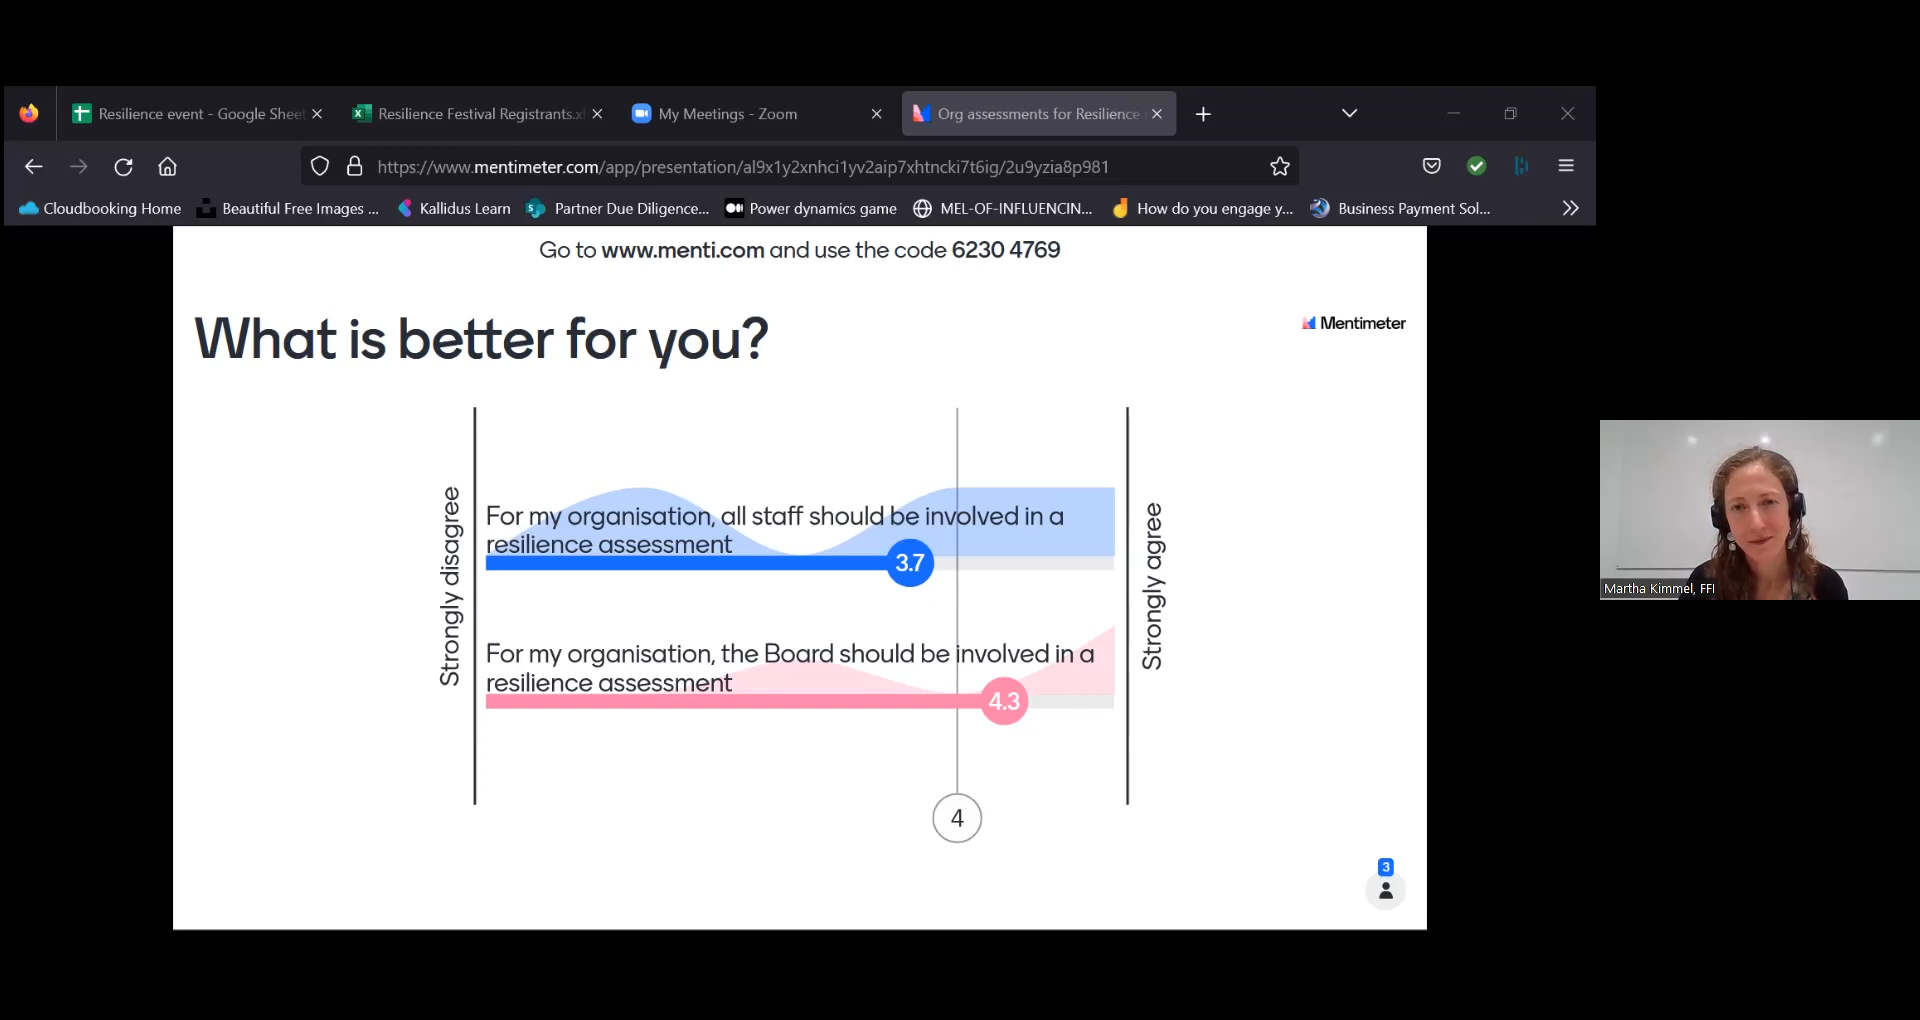 Resilience event - Google Sheet
Resilience Festival Registrants.xl
My Meetings - Zoom
Org assessments for Resilience
https://www.mentimeter.com/app/presentation/al9x1y2xnhci1yv2aip7xhtncki7t6ig/2u9yzia8p981
Cloudbooking Home
Beautiful Free Images ...
Kallidus Learn
Partner Due Diligence...
Power dynamics game
MEL-OF-INFLUENCIN...
How do you engage y...
Business Payment Sol...
Go to www.menti.com and use the code 6230 4769
What is better for you?
Mentimeter
Strongly disagree
For my organisation, all staff should be involved in a
resilience assessment
3.7
For my organisation, the Board should be involved in a
resilience assessment
4.3
Strongly agree
4
3
Martha Kimmel, FFI